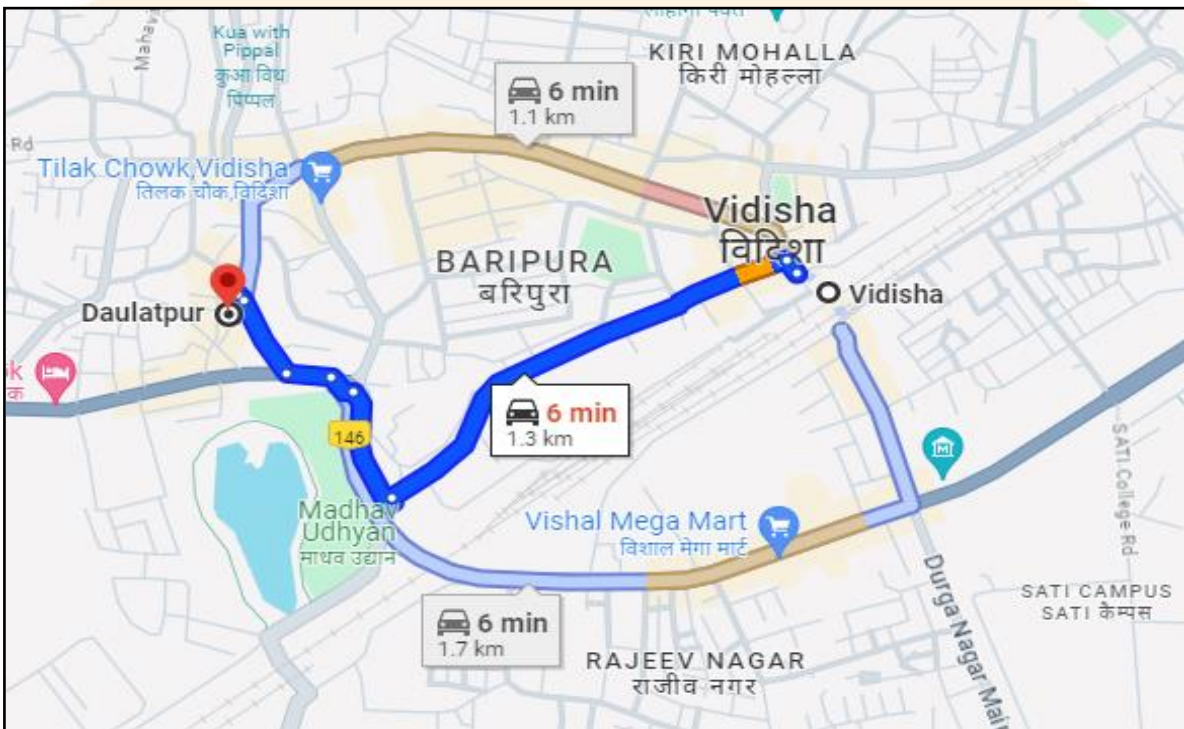 Kua with
Pippal
कुआ विथ
पिप्पल
KIRI MOHALLA
किरी मोहल्ला
6 min
1.1 km
Rd
Tilak Chowk,Vidisha
तिलक चौक,विदिशा
Vidisha
विदिशा
BARIPURA
बरिपुरा
Vidisha
Daulatpur
k
क
6 min
1.3 km
146
Madhav
Udhyan
माधव उद्यान
Vishal Mega Mart
विशाल मेगा मार्ट
SATI College Rd
6 min
1.7 km
Durga Nagar Mai
SATI CAMPUS
SATI कैम्पस
RAJEEV NAGAR
राजीव नगर